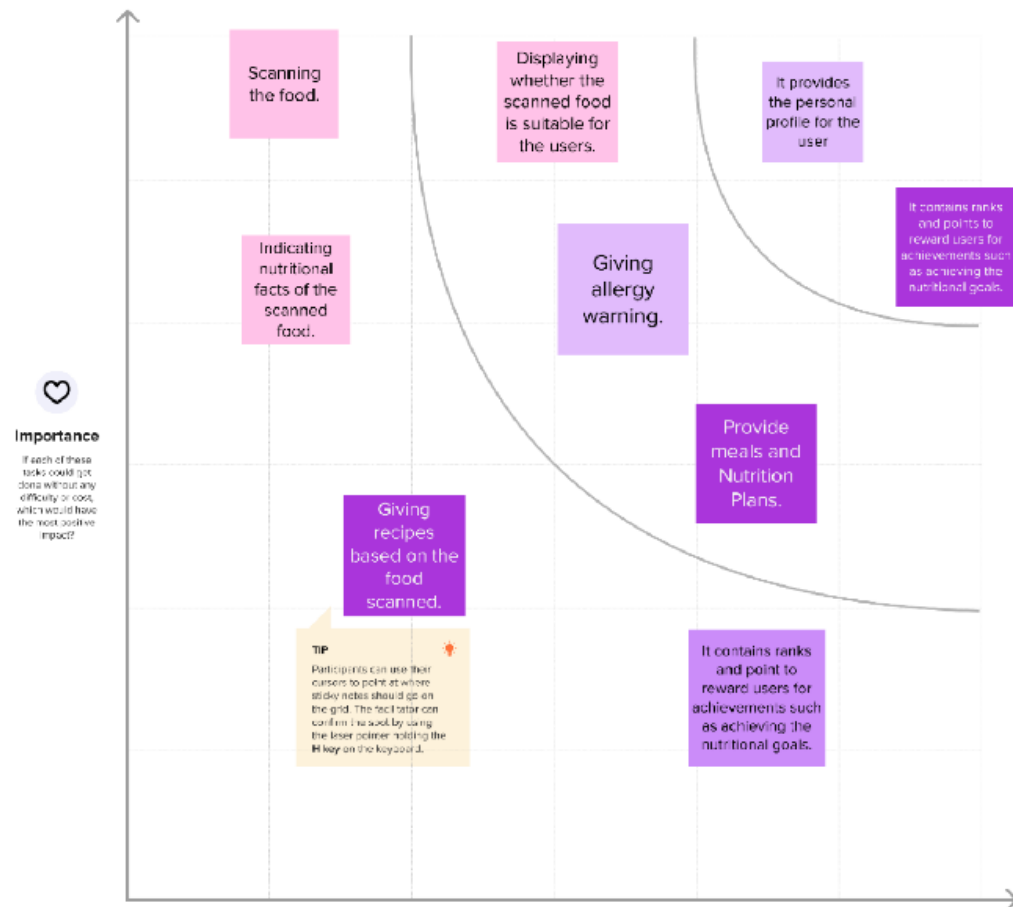 Scanning
the food.
Displaying
whether the
scanned food
is suitable for
the users.
It provides
the personal
profile for the
user
It contains ranks
and points to
reward users for
achievements such
as achieving the
nutritional goals.
Indicating
nutritional
facts of the
scanned
food.
Giving
allergy
warning.
Importance
If each of these
tasks could get
done without any
difficulty or cost,
which would have
the most positive
impact?
Provide
meals and
Nutrition
Plans.
Giving
recipes
based on the
food
scanned.
TIP
Participants can use their
cursors to point at where
sticky notes should go on
the grid. The facilitator can
confirm the spot by using
the laser pointer holding the
H key on the keyboard.
It contains ranks
and point to
reward users for
achievements such
as achieving the
nutritional goals.